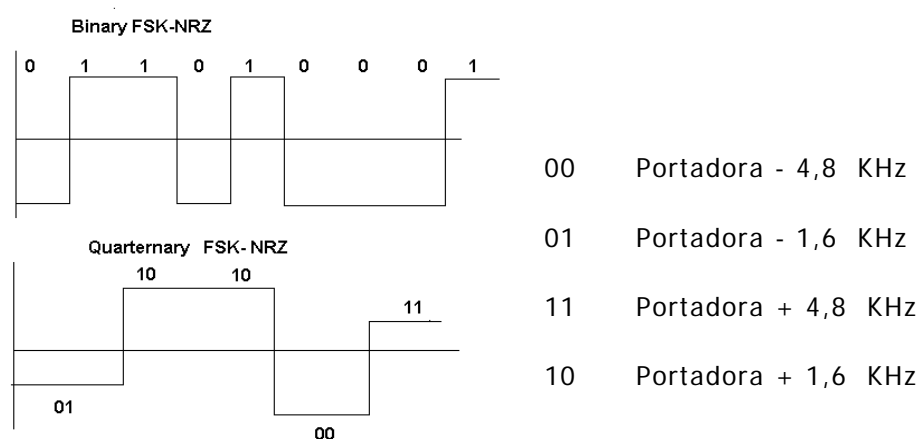 Binary FSK-NRZ
0 1 1 0 1 0 0 0 1
Quarternary FSK-NRZ
10 10
11
01
00
00 Portadora - 4,8 KHz
01 Portadora - 1,6 KHz
11 Portadora + 4,8 KHz
10 Portadora + 1,6 KHz